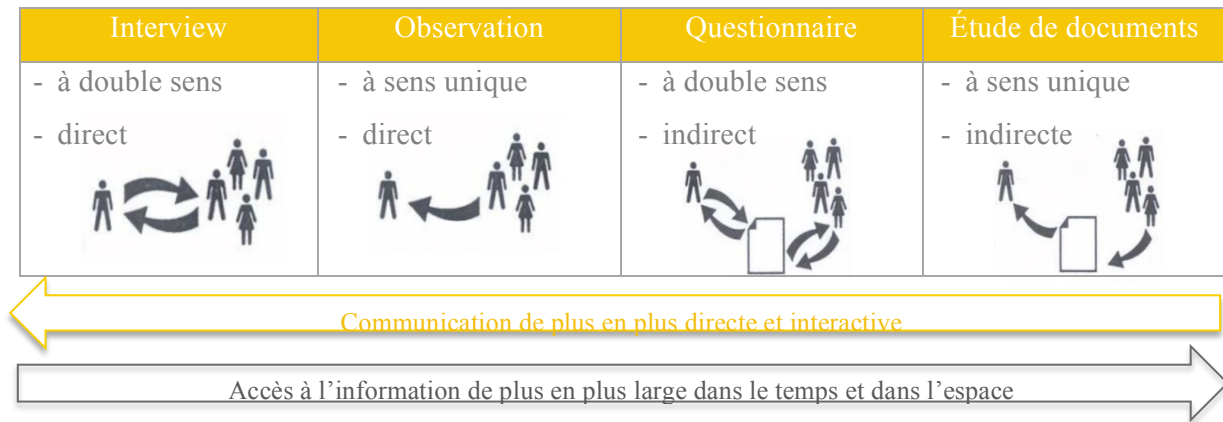 Interview
Observation
Questionnaire
Étude de documents
- à double sens
- direct
- à sens unique
- direct
- à double sens
- indirect
- à sens unique
- indirecte
Communication de plus en plus directe et interactive
Accès à l’information de plus en plus large dans le temps et dans l’espace